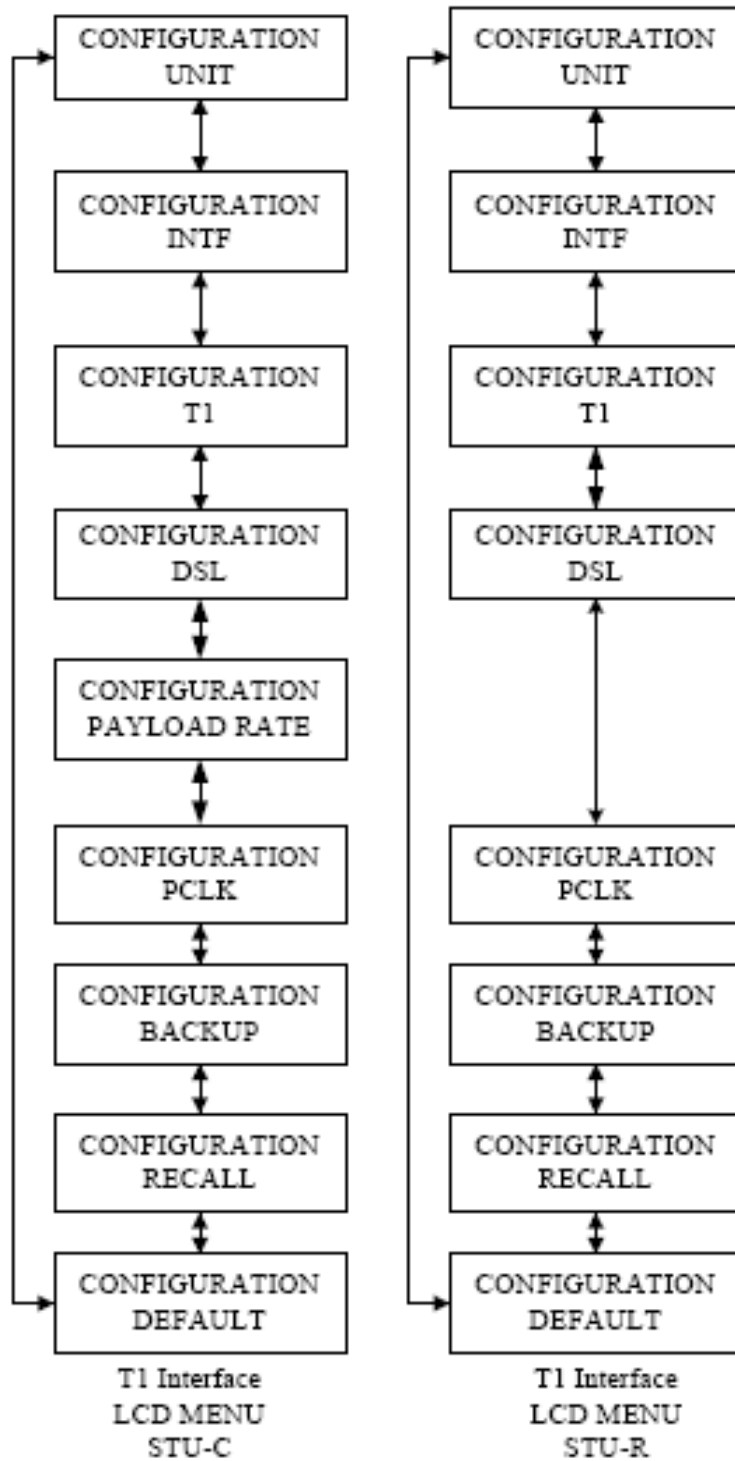 CONFIGURATION
UNIT
CONFIGURATION
INTF
CONFIGURATION
T1
CONFIGURATION
DSL
CONFIGURATION
PAYLOAD RATE
CONFIGURATION
PCLK
CONFIGURATION
BACKUP
CONFIGURATION
RECALL
CONFIGURATION
DEFAULT
T1 Interface
LCD MENU
STU-C
CONFIGURATION
UNIT
CONFIGURATION
INTF
CONFIGURATION
T1
CONFIGURATION
DSL
CONFIGURATION
PCLK
CONFIGURATION
BACKUP
CONFIGURATION
RECALL
CONFIGURATION
DEFAULT
T1 Interface
LCD MENU
STU-R